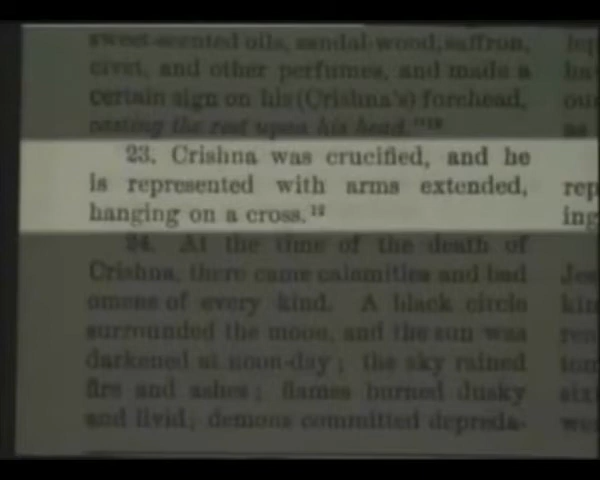 sweet-scented oils, sandal-wood, saffron,
civet, and other perfumes, and made a
certain sign on his (Crishna's) forehead,
casting the rest upon his head."
23. Crishna was crucified, and he
is represented with arms extended,
hanging on a cross.
24. At the time of the death of
Crishna, there came calamities and bad
omens of every kind. A black circle
surrounded the moon, and the sun was
darkened at noon-day; the sky rained
fire and ashes; flames burned dusky
and livid; demons committed depreda-
rep
ing
Jes
kin